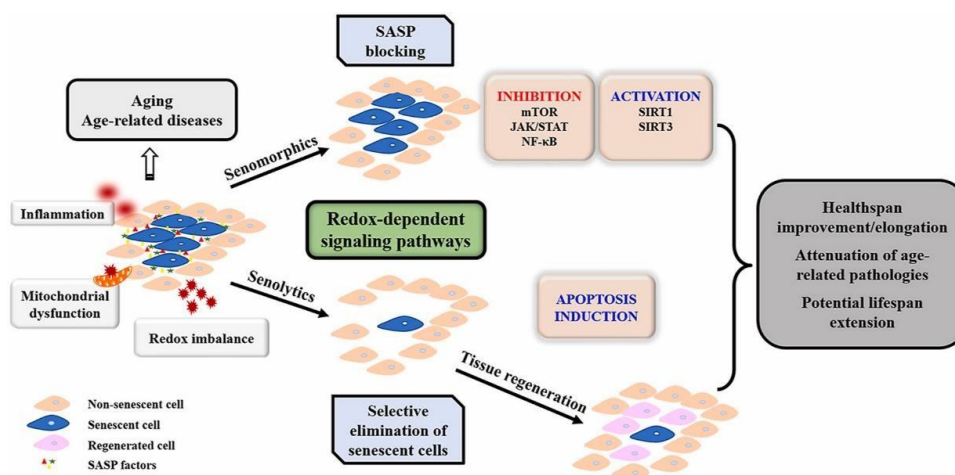 SASP
blocking
Aging
Age-related diseases
INHIBITION
mTOR
JAK/STAT
NF-κB
ACTIVATION
SIRT1
SIRT3
Senomorphics
Inflammation
Redox-dependent
signaling pathways
Healthspan
improvement/elongation
Attenuation of age-
related pathologies
Potential lifespan
extension
Mitochondrial
dysfunction
Redox imbalance
Senolytics
APOPTOSIS
INDUCTION
Tissue regeneration
Selective
elimination of
senescent cells
Non-senescent cell
Senescent cell
Regenerated cell
SASP factors